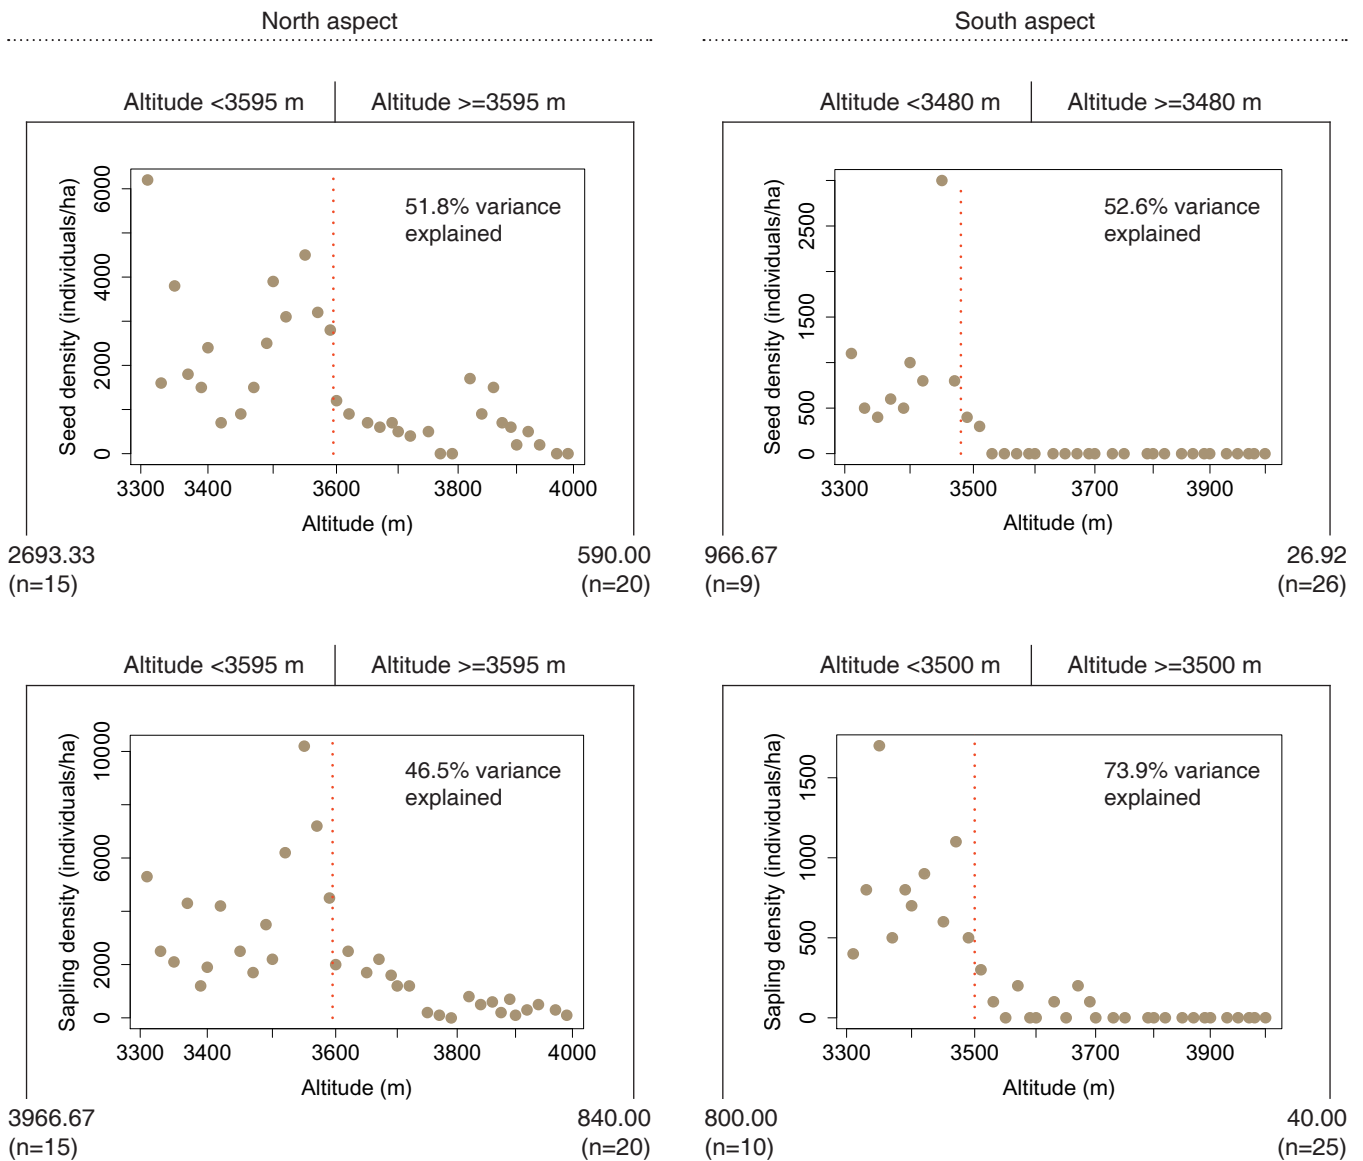 North aspect
South aspect
Altitude <3595 m
Altitude >=3595 m
Seed density (individuals/ha)
6000
4000
2000
0
51.8% variance
explained
3300 3400 3600 3800 4000
Altitude (m)
2693.33
(n=15)
590.00
(n=20)
Altitude <3480 m
Altitude >=3480 m
Seed density (individuals/ha)
2500
1500
500
0
52.6% variance
explained
3300 3500 3700 3900
Altitude (m)
966.67
(n=9)
26.92
(n=26)
Altitude <3595 m
Altitude >=3595 m
Sapling density (individuals/ha)
10000
6000
2000
0
46.5% variance
explained
3300 3400 3600 3800 4000
Altitude (m)
3966.67
(n=15)
840.00
(n=20)
Altitude <3500 m
Altitude >=3500 m
Sapling density (individuals/ha)
1500
1000
500
0
73.9% variance
explained
3300 3500 3700 3900
Altitude (m)
800.00
(n=10)
40.00
(n=25)